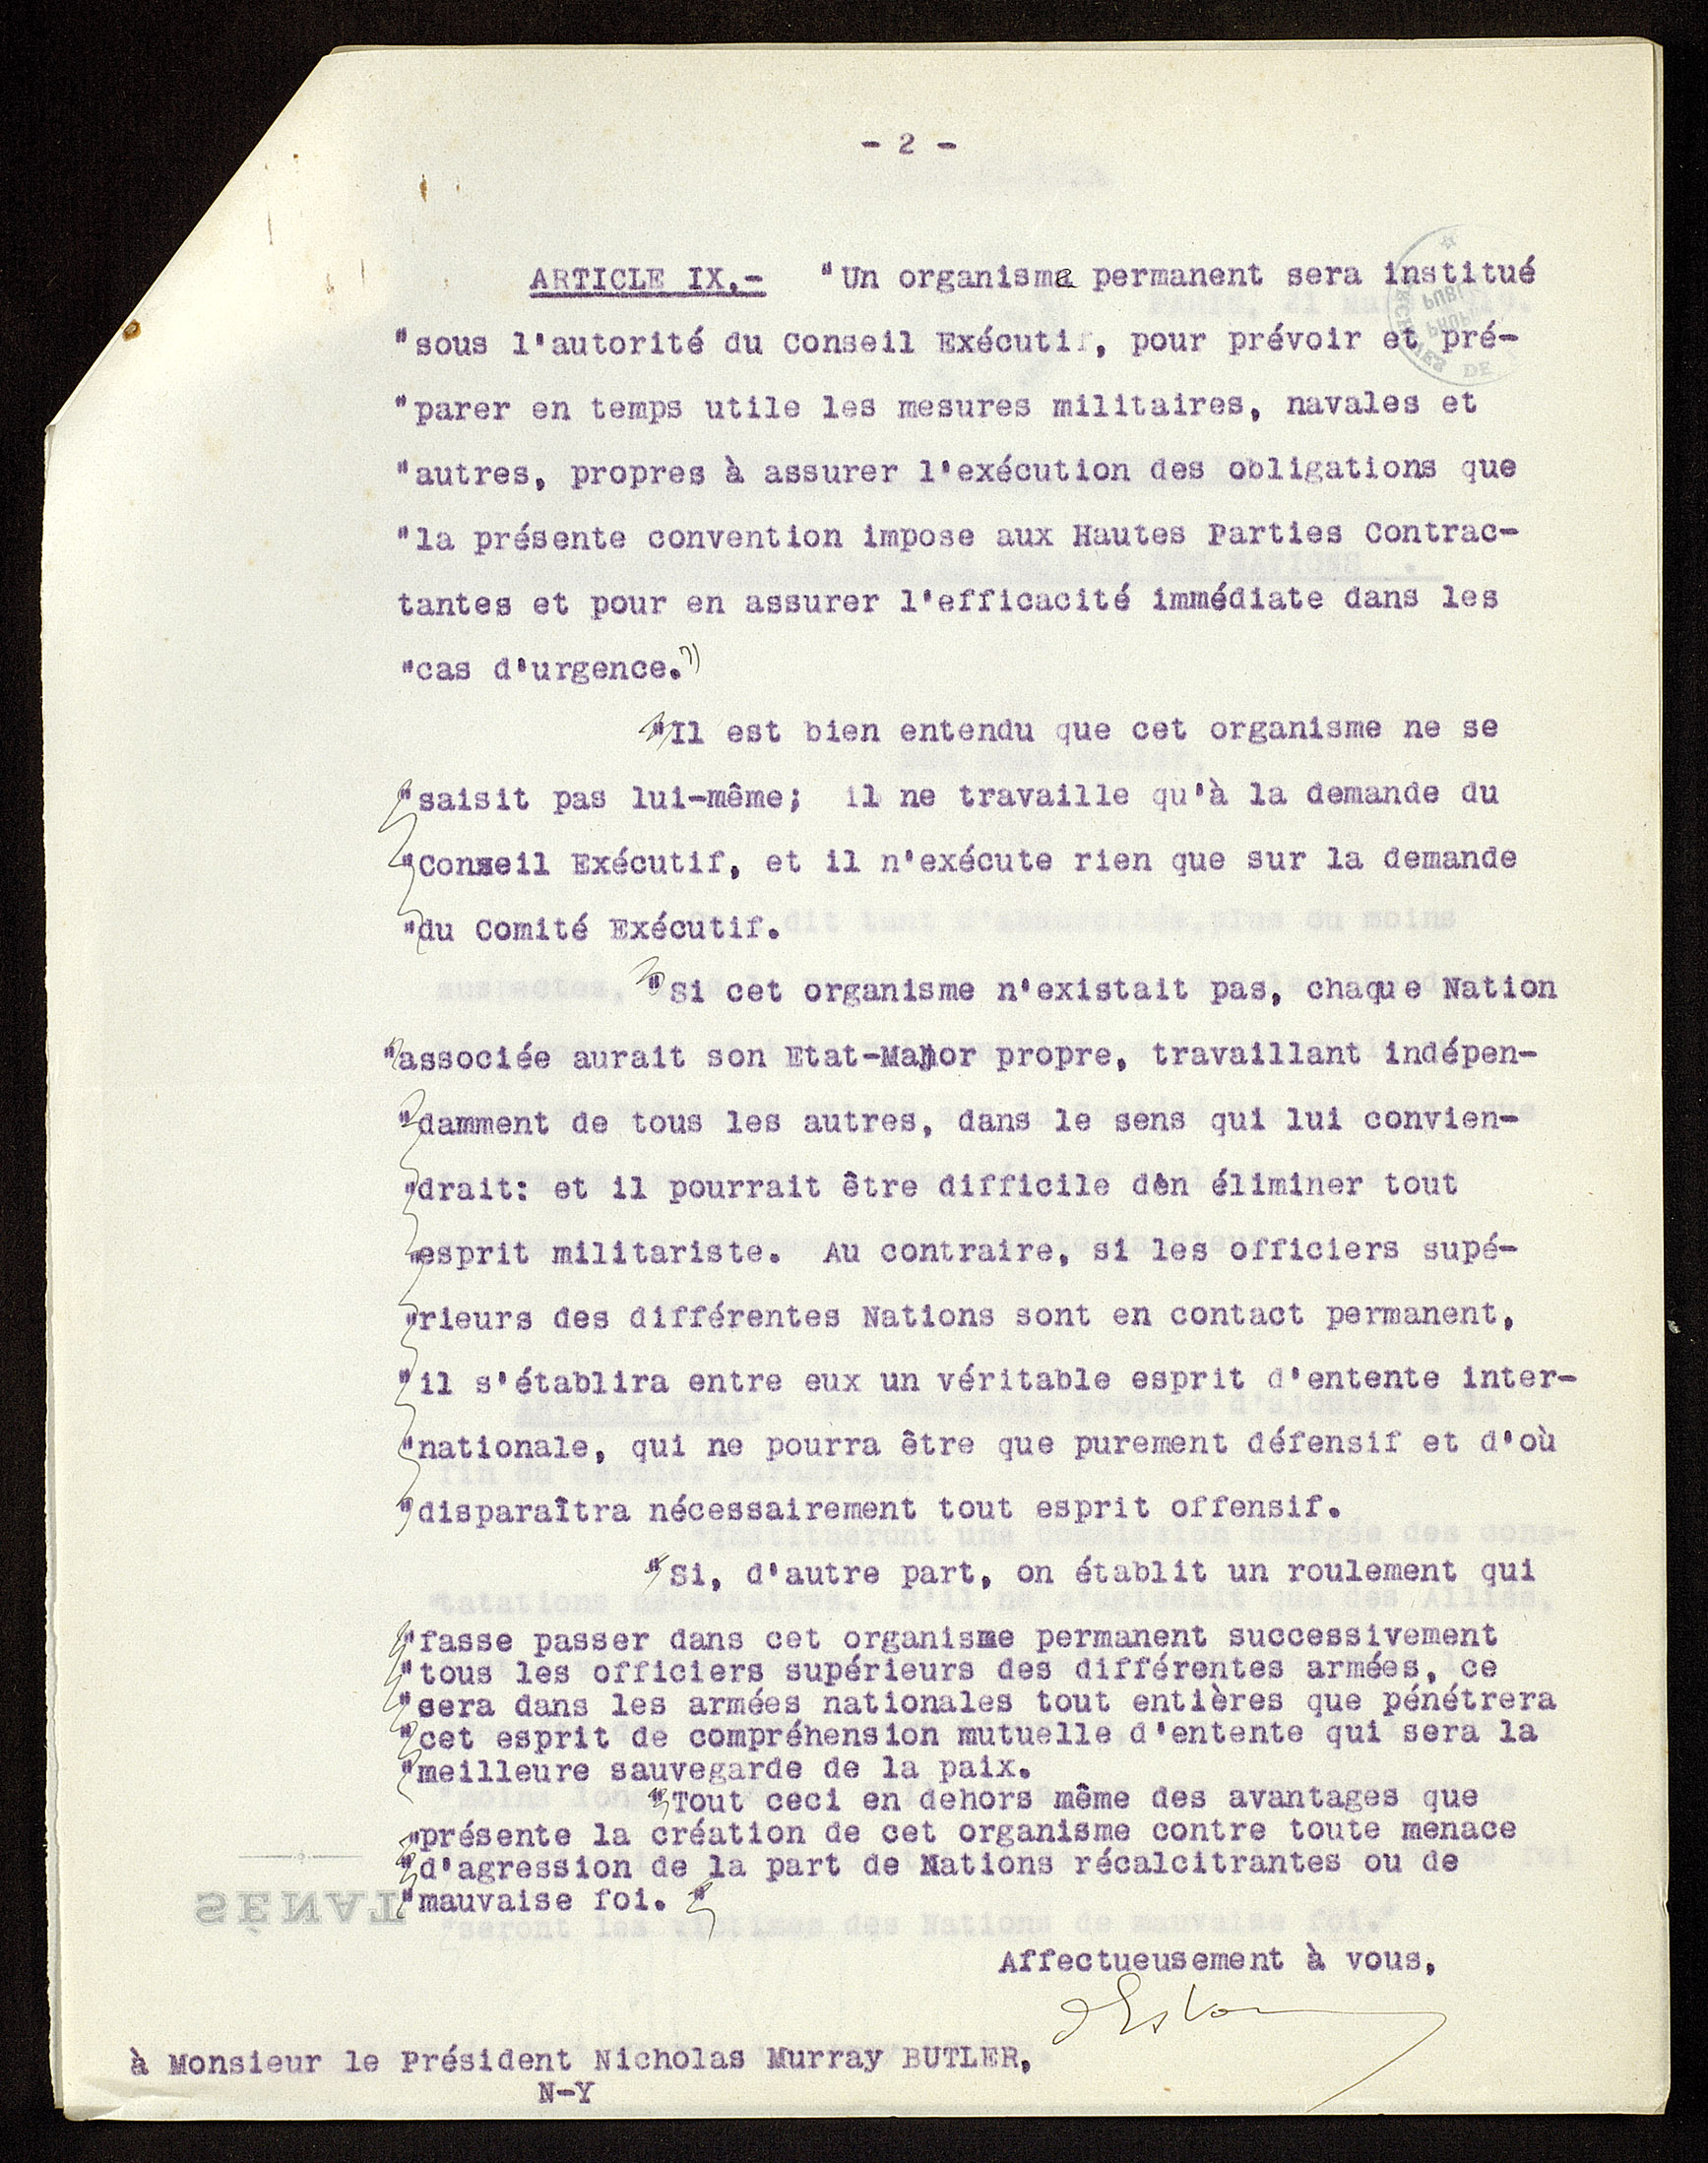 - 2 -
ARTICLE IX.- "Un organisme permanent sera institué
"sous l'autorité du Conseil Exécutif, pour prévoir et pré-
"parer en temps utile les mesures militaires, navales et
"autres, propres à assurer l'exécution des obligations que
"la présente convention impose aux Hautes Parties Contrac-
tantes et pour en assurer l'efficacité immédiate dans les
"cas d'urgence."
"Il est bien entendu que cet organisme ne se
"saisit pas lui-même; il ne travaille qu'à la demande du
"Conseil Exécutif, et il n'exécute rien que sur la demande
"du Comité Exécutif.
"Si cet organisme n'existait pas, chaque Nation
"associée aurait son Etat-Major propre, travaillant indépen-
"damment de tous les autres, dans le sens qui lui convien-
"drait: et il pourrait être difficile d'en éliminer tout
"esprit militariste. Au contraire, si les officiers supé-
"rieurs des différentes Nations sont en contact permanent,
"il s'établira entre eux un véritable esprit d'entente inter-
"nationale, qui ne pourra être que purement défensif et d'où
"disparaîtra nécessairement tout esprit offensif.
"Si, d'autre part, on établit un roulement qui
"fasse passer dans cet organisme permanent successivement
"tous les officiers supérieurs des différentes armées, ce
"sera dans les armées nationales tout entières que pénétrera
"cet esprit de compréhension mutuelle d'entente qui sera la
"meilleure sauvegarde de la paix.
"Tout ceci en dehors même des avantages que
"présente la création de cet organisme contre toute menace
"d'agression de la part de Nations récalcitrantes ou de
"mauvaise foi. "
SÉNAT
Affectueusement à vous,
à Monsieur le Président Nicholas Murray BUTLER,
N-Y